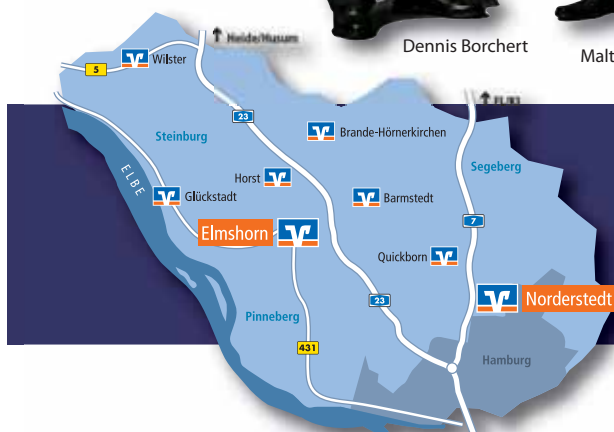 Dennis Borchert
Malt
Heide/Husum
5
Wilster
23
Brande-Hörnerkirchen
Steinburg
Segeberg
ELBE
Horst
Glückstadt
Barmstedt
7
Elmshorn
Quickborn
23
Norderstedt
Pinneberg
431
Hamburg